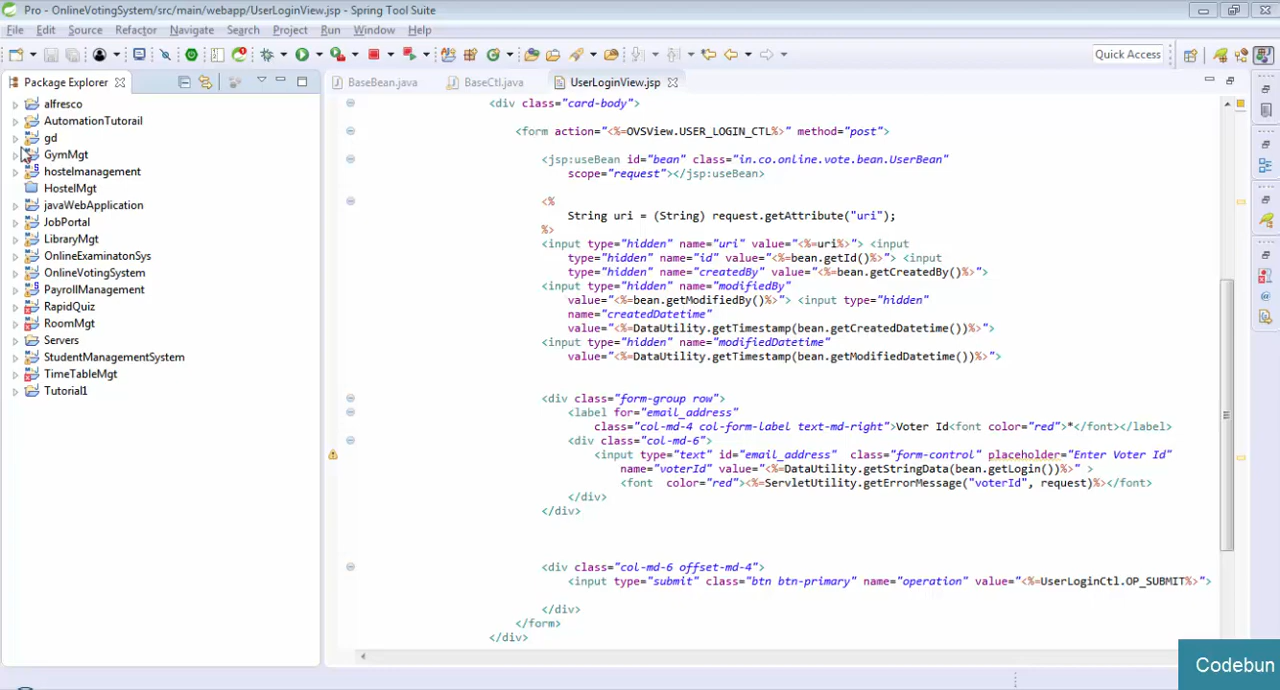 Pro - OnlineVotingSystem/src/main/webapp/UserLoginView.jsp - Spring Tool Suite
File Edit Source Refactor Navigate Search Project Run Window Help
Quick Access
Package Explorer
BaseBean.java BaseCtl.java UserLoginView.jsp
alfresco
AutomationTutorail
gd
GymMgt
hostelmanagement
HostelMgt
javaWebApplication
JobPortal
LibraryMgt
OnlineExaminatonSys
OnlineVotingSystem
PayrollManagement
RapidQuiz
RoomMgt
Servers
StudentManagementSystem
TimeTableMgt
Tutorial1
<div class="card-body">
<form action="<%=OVSView.USER_LOGIN_CTL%>" method="post">
<jsp:useBean id="bean" class="in.co.online.vote.bean.UserBean"
scope="request"></jsp:useBean>
<%
String uri = (String) request.getAttribute("uri");
%>
<input type="hidden" name="uri" value="<%=uri%>"> <input
type="hidden" name="id" value="<%=bean.getId()%>"> <input
type="hidden" name="createdBy" value="<%=bean.getCreatedBy()%>">
<input type="hidden" name="modifiedBy"
value="<%=bean.getModifiedBy()%>"> <input type="hidden"
name="createdDatetime"
value="<%=DataUtility.getTimestamp(bean.getCreatedDatetime())%>">
<input type="hidden" name="modifiedDatetime"
value="<%=DataUtility.getTimestamp(bean.getModifiedDatetime())%>">
<div class="form-group row">
<label for="email_address"
class="col-md-4 col-form-label text-md-right">Voter Id<font color="red">*</font></label>
<div class="col-md-6">
<input type="text" id="email_address" class="form-control" placeholder="Enter Voter Id"
name="voterId" value="<%=DataUtility.getStringData(bean.getLogin())%>" >
<font color="red"><%=ServletUtility.getErrorMessage("voterId", request)%></font>
</div>
</div>
<div class="col-md-6 offset-md-4">
<input type="submit" class="btn btn-primary" name="operation" value="<%=UserLoginCtl.OP_SUBMIT%>">
</div>
</form>
</div>
Codebun